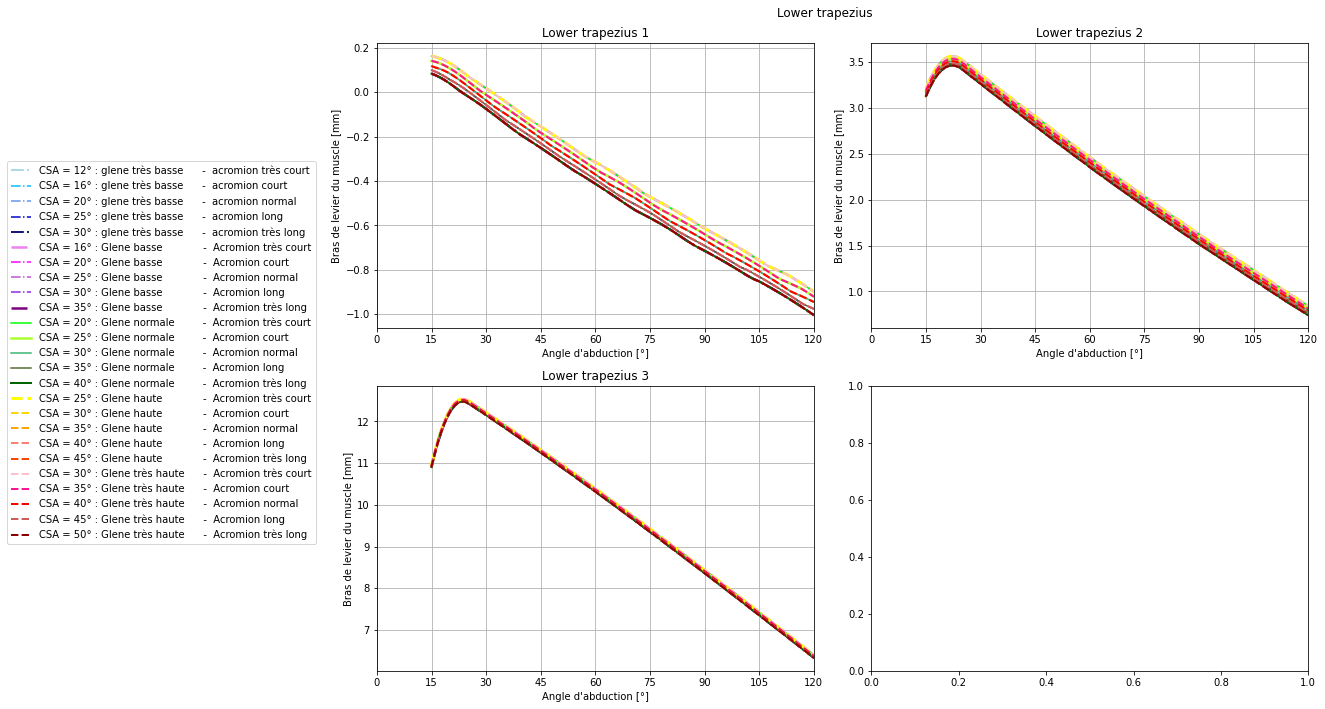 Lower trapezius
CSA = 12° : glene très basse - acromion très court
CSA = 16° : glene très basse - acromion court
CSA = 20° : glene très basse - acromion normal
CSA = 25° : glene très basse - acromion long
CSA = 30° : glene très basse - acromion très long
CSA = 16° : Glene basse - Acromion très court
CSA = 20° : Glene basse - Acromion court
CSA = 25° : Glene basse - Acromion normal
CSA = 30° : Glene basse - Acromion long
CSA = 35° : Glene basse - Acromion très long
CSA = 20° : Glene normale - Acromion très court
CSA = 25° : Glene normale - Acromion court
CSA = 30° : Glene normale - Acromion normal
CSA = 35° : Glene normale - Acromion long
CSA = 40° : Glene normale - Acromion très long
CSA = 25° : Glene haute - Acromion très court
CSA = 30° : Glene haute - Acromion court
CSA = 35° : Glene haute - Acromion normal
CSA = 40° : Glene haute - Acromion long
CSA = 45° : Glene haute - Acromion très long
CSA = 30° : Glene très haute - Acromion très court
CSA = 35° : Glene très haute - Acromion court
CSA = 40° : Glene très haute - Acromion normal
CSA = 45° : Glene très haute - Acromion long
CSA = 50° : Glene très haute - Acromion très long
Lower trapezius 1
Bras de levier du muscle [mm]
0.2
0.0
−0.2
−0.4
−0.6
−0.8
−1.0
0 15 30 45 60 75 90 105 120
Angle d'abduction [°]
Lower trapezius 2
Bras de levier du muscle [mm]
3.5
3.0
2.5
2.0
1.5
1.0
0 15 30 45 60 75 90 105 120
Angle d'abduction [°]
Lower trapezius 3
Bras de levier du muscle [mm]
12
11
10
9
8
7
0 15 30 45 60 75 90 105 120
Angle d'abduction [°]
1.0
0.8
0.6
0.4
0.2
0.0
0.0 0.2 0.4 0.6 0.8 1.0